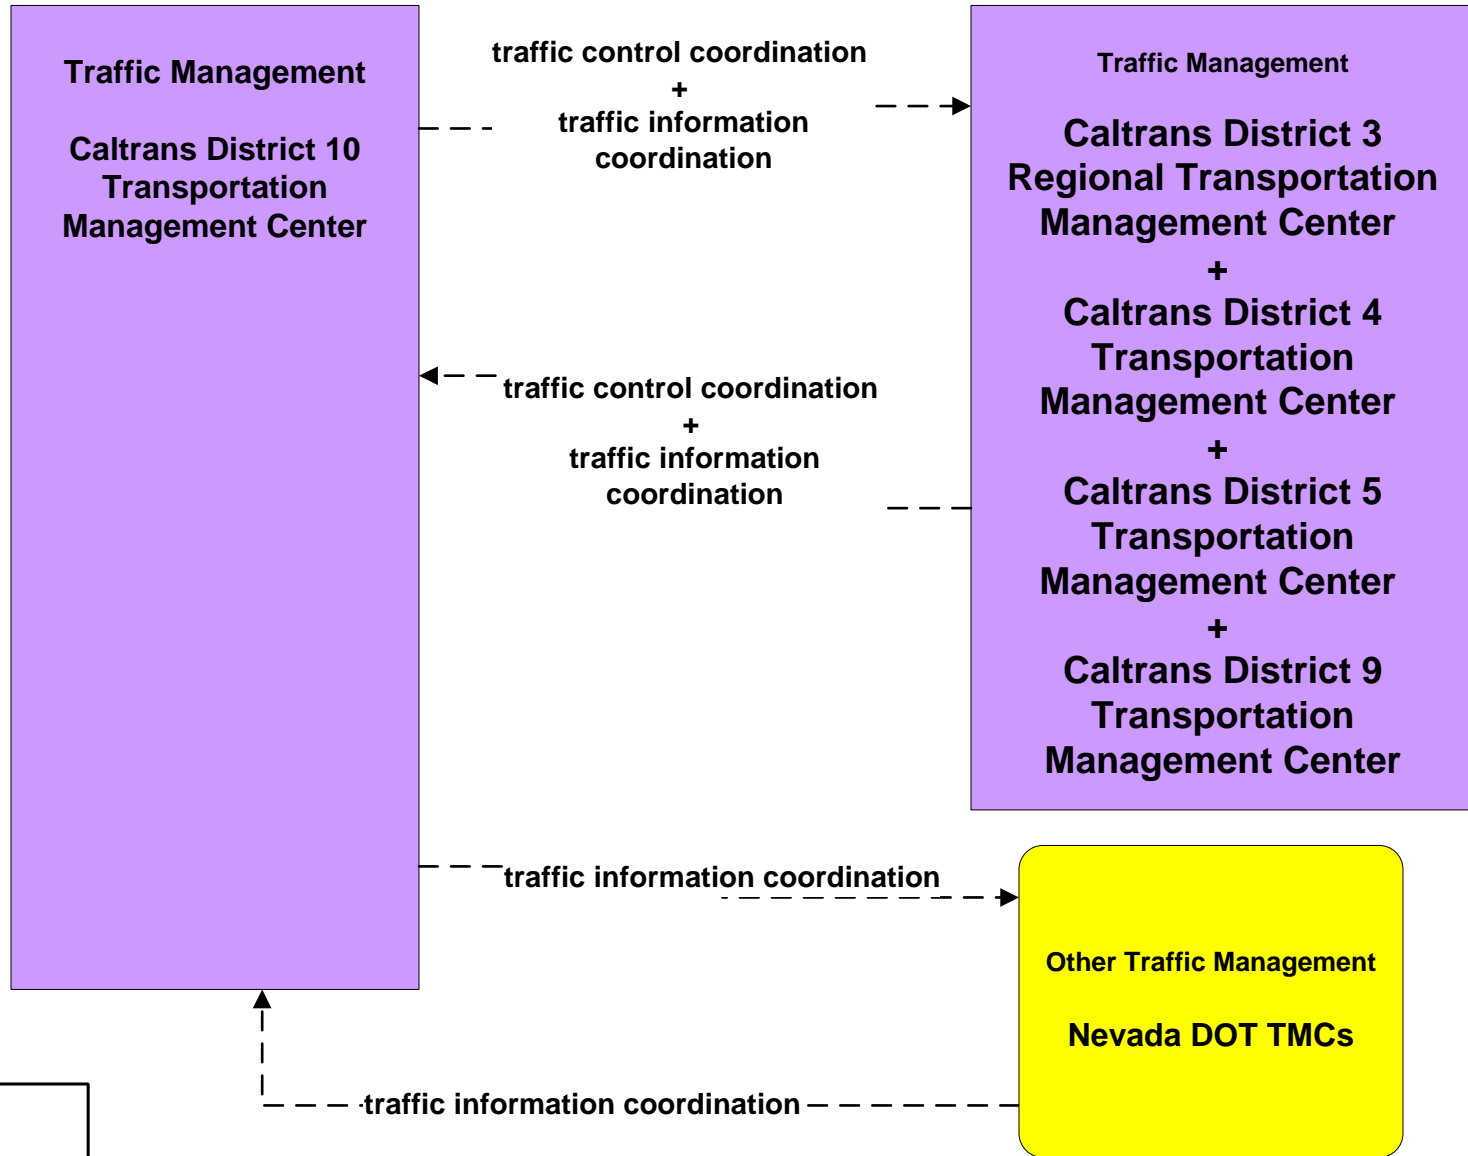 Traffic Management
Caltrans District 10
Transportation
Management Center
traffic control coordination
+
traffic information
coordination
Traffic Management
Caltrans District 3
Regional Transportation
Management Center
+
Caltrans District 4
Transportation
Management Center
+
Caltrans District 5
Transportation
Management Center
+
Caltrans District 9
Transportation
Management Center
traffic control coordination
+
traffic information
coordination
traffic information coordination
Other Traffic Management
Nevada DOT TMCs
traffic information coordination